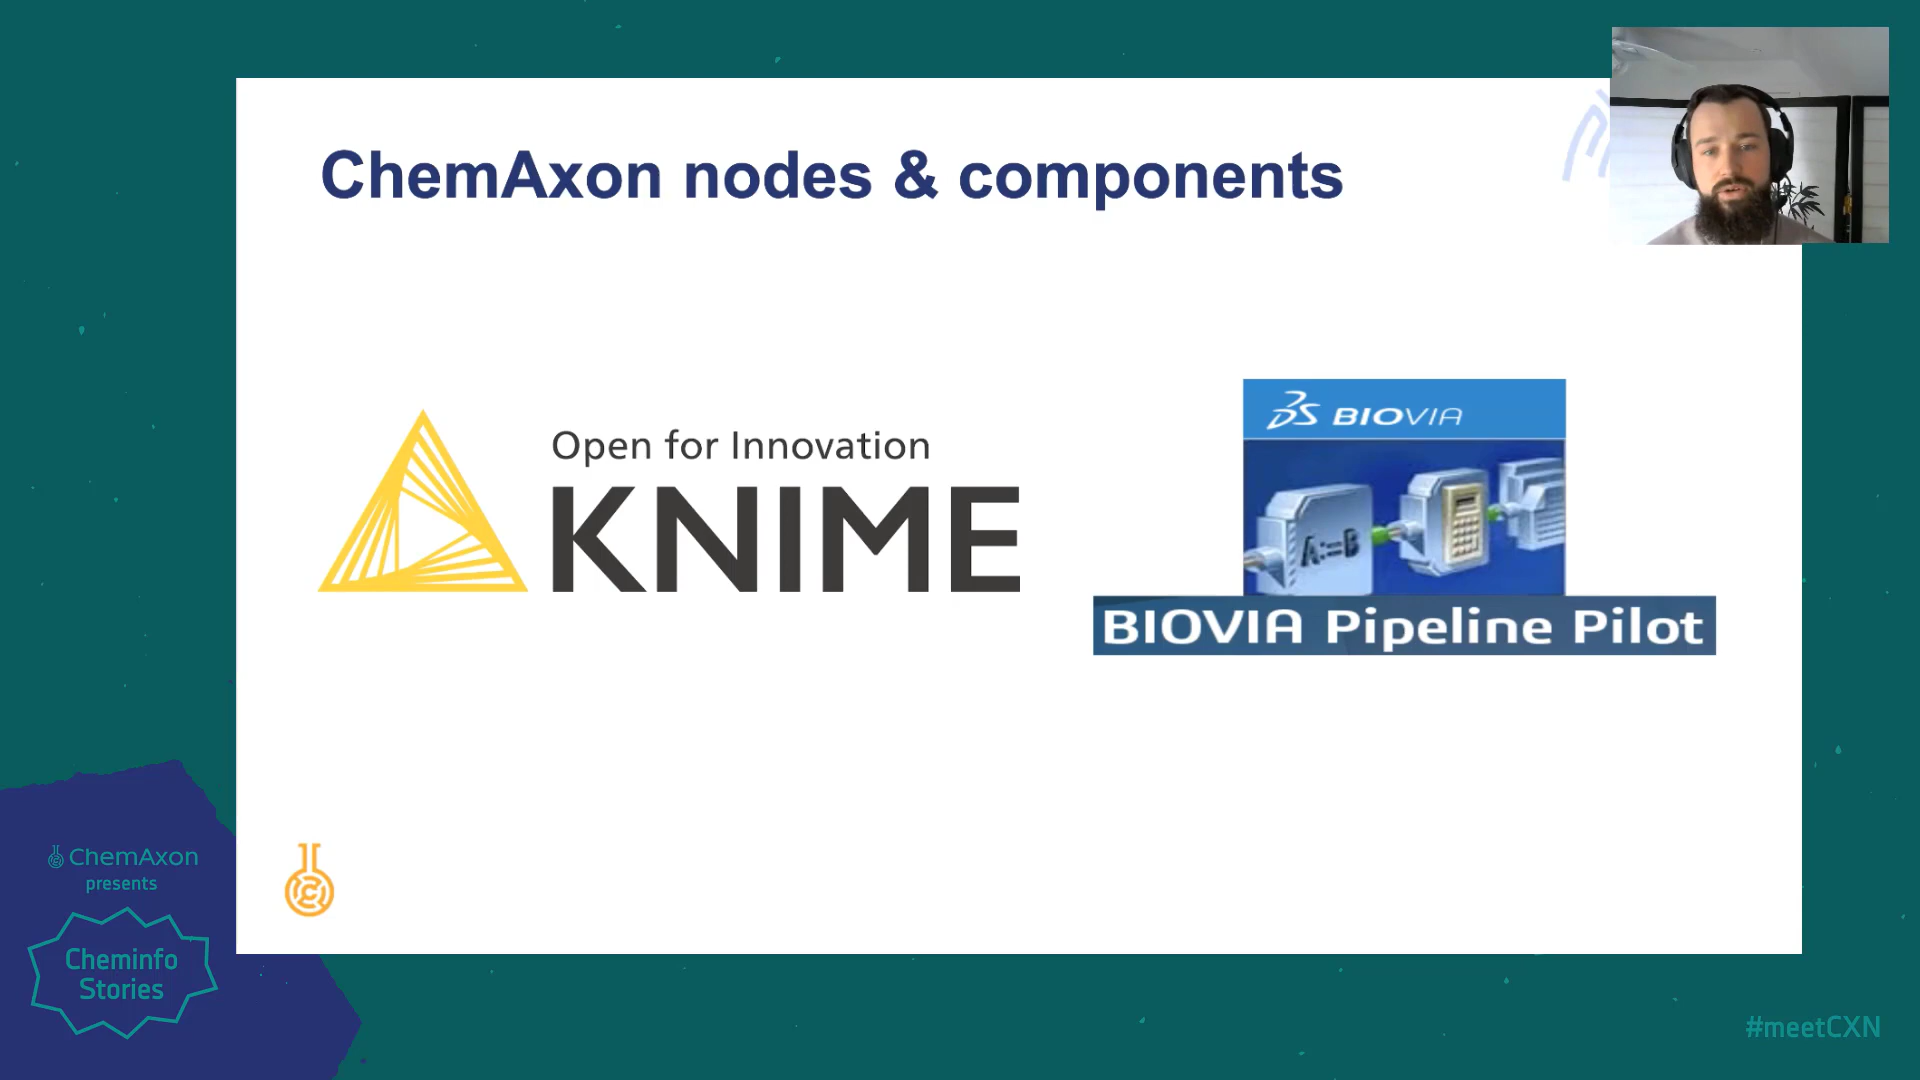 ChemAxon nodes & components
Open for Innovation
KNIME
BIOVIA
A:=B
BIOVIA Pipeline Pilot
ChemAxon
presents
Cheminfo
Stories
#meetCXN